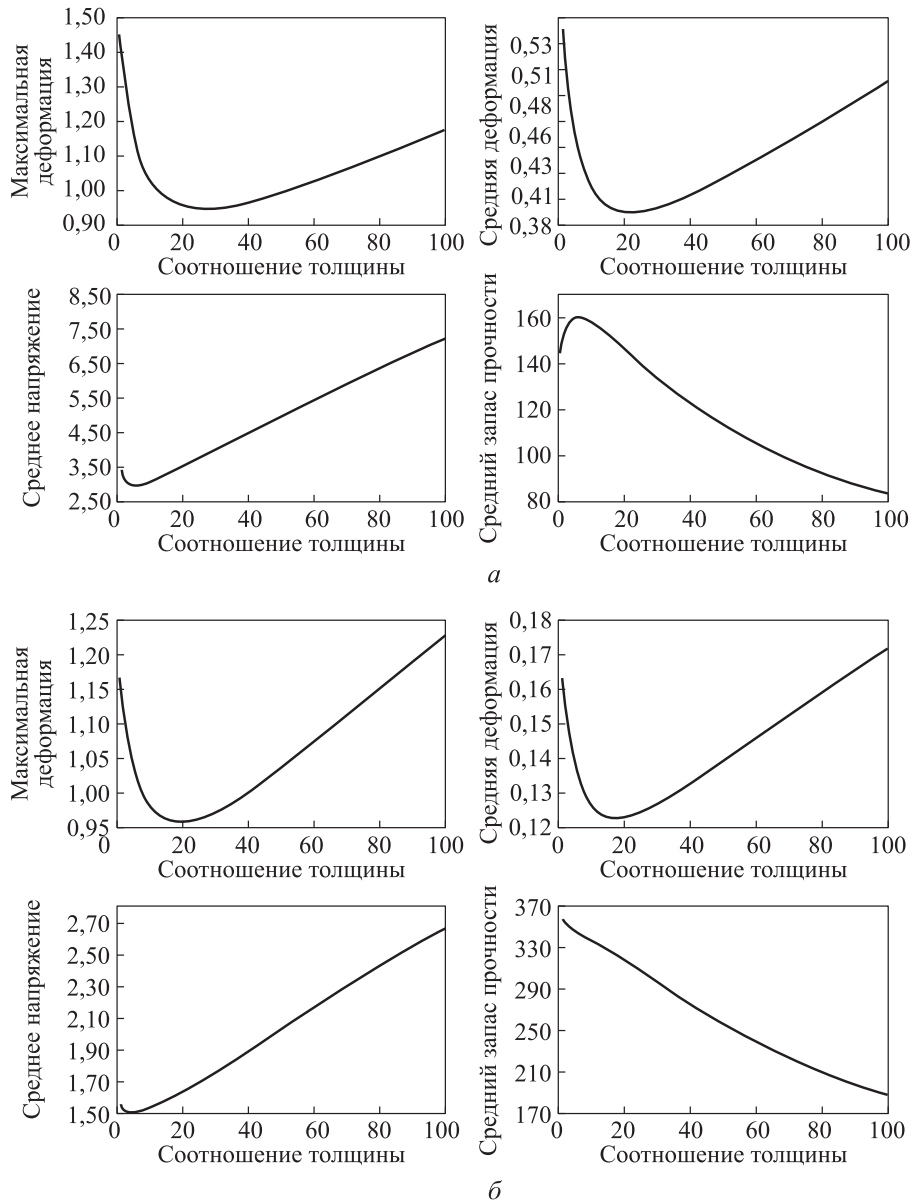 Максимальная
деформация
1,50
1,40
1,30
1,20
1,10
1,00
0,90
0 20 40 60 80 100
Соотношение толщины
Средняя деформация
0,53
0,51
0,48
0,46
0,43
0,41
0,38
0 20 40 60 80 100
Соотношение толщины
Среднее напряжение
8,50
7,50
6,50
5,50
4,50
3,50
2,50
0 20 40 60 80 100
Соотношение толщины
Средний запас прочности
160
140
120
100
80
0 20 40 60 80 100
Соотношение толщины
а
Максимальная
деформация
1,25
1,20
1,15
1,10
1,05
1,00
0,95
0 20 40 60 80 100
Соотношение толщины
Средняя деформация
0,18
0,17
0,16
0,15
0,14
0,13
0,12
0 20 40 60 80 100
Соотношение толщины
Среднее напряжение
2,70
2,50
2,30
2,10
1,90
1,70
1,50
0 20 40 60 80 100
Соотношение толщины
Средний запас прочности
370
330
290
250
210
170
0 20 40 60 80 100
Соотношение толщины
б